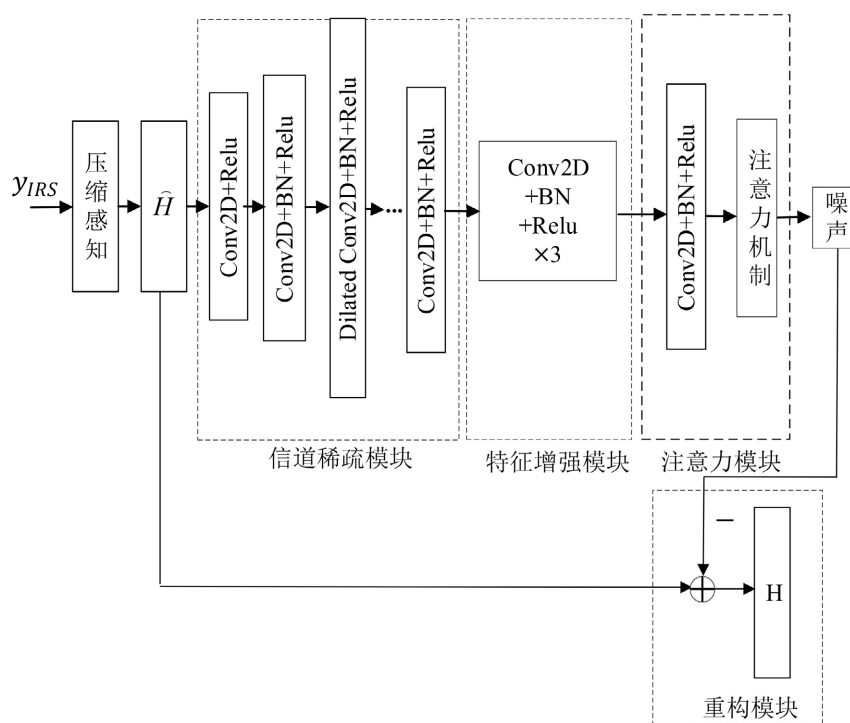 y_IRS
压缩感知
Ĥ
Conv2D+Relu
Conv2D+BN+Relu
Dilated Conv2D+BN+Relu
...
Conv2D+BN+Relu
信道稀疏模块
Conv2D
+BN
+Relu
×3
特征增强模块
Conv2D+BN+Relu
注意力机制
注意力模块
噪声
−
H
重构模块